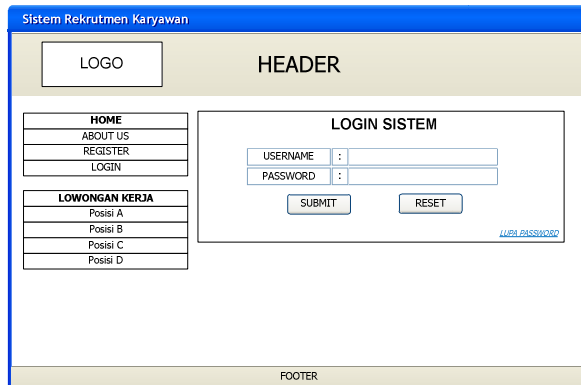 Sistem Rekrutmen Karyawan
LOGO
HEADER
HOME
ABOUT US
REGISTER
LOGIN
LOWONGAN KERJA
Posisi A
Posisi B
Posisi C
Posisi D
LOGIN SISTEM
USERNAME :
PASSWORD :
SUBMIT RESET
LUPA PASSWORD
FOOTER